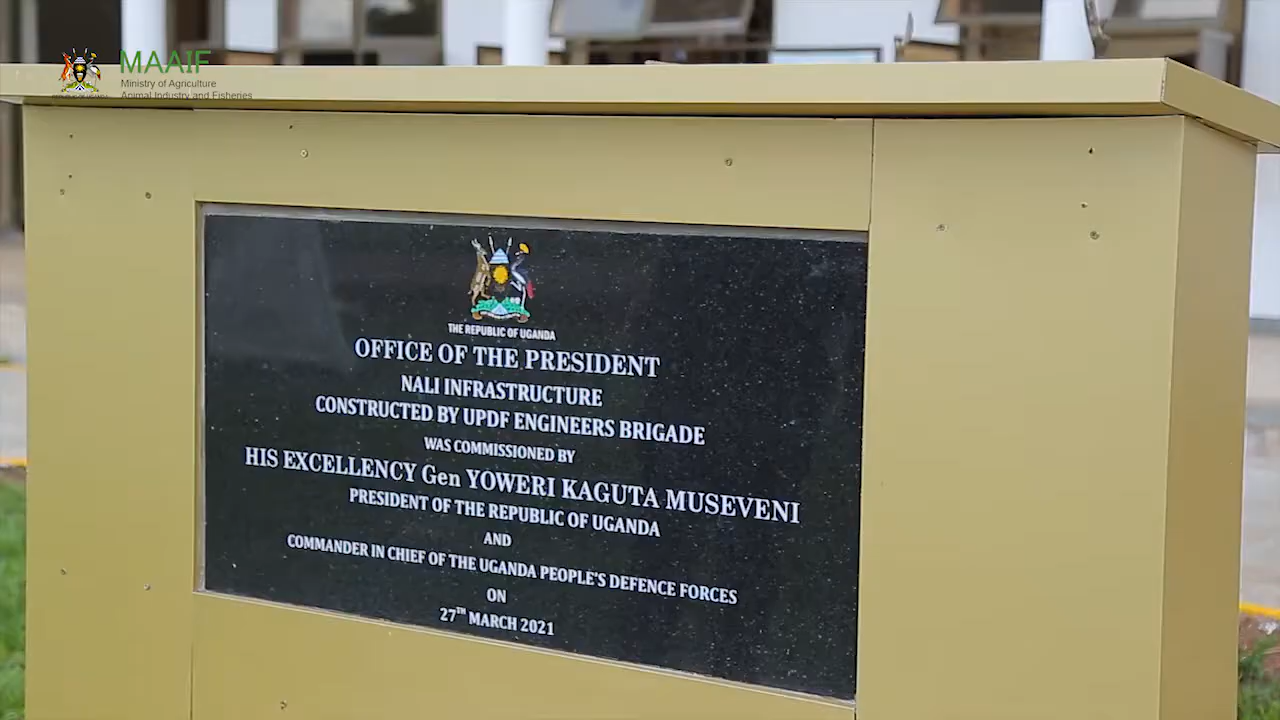 MAAIF
Ministry of Agriculture
Animal Industry and Fisheries
THE REPUBLIC OF UGANDA
OFFICE OF THE PRESIDENT
NALI INFRASTRUCTURE
CONSTRUCTED BY UPDF ENGINEERS BRIGADE
WAS COMMISSIONED BY
HIS EXCELLENCY Gen YOWERI KAGUTA MUSEVENI
PRESIDENT OF THE REPUBLIC OF UGANDA
AND
COMMANDER IN CHIEF OF THE UGANDA PEOPLE'S DEFENCE FORCES
ON
27TH MARCH 2021